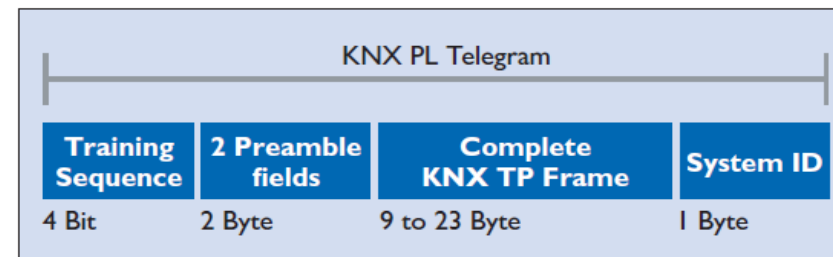 KNX PL Telegram
Training Sequence
2 Preamble fields
Complete KNX TP Frame
System ID
4 Bit
2 Byte
9 to 23 Byte
1 Byte